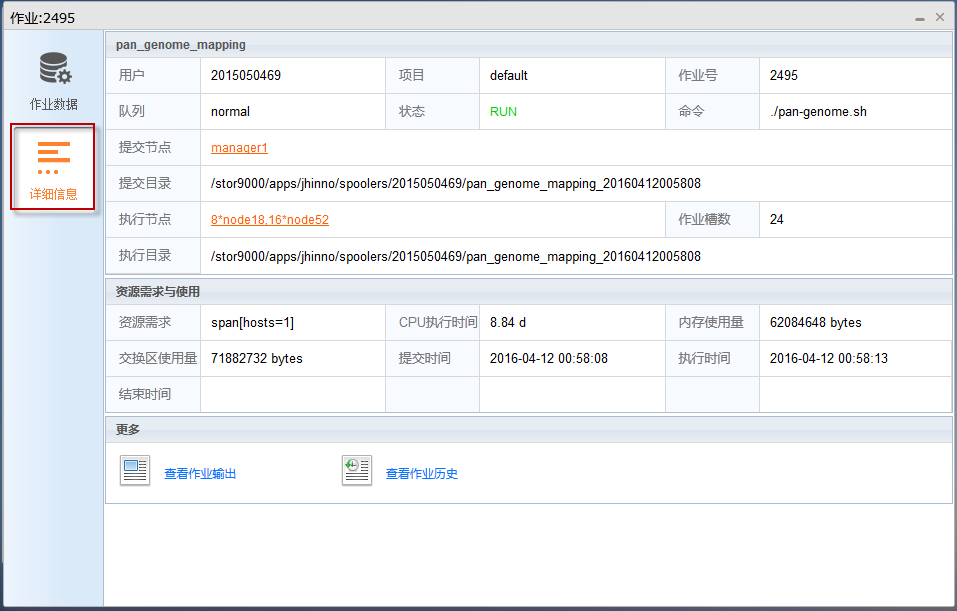 作业:2495
作业数据
详细信息
pan_genome_mapping
用户 2015050469 项目 default 作业号 2495
队列 normal 状态 RUN 命令 ./pan-genome.sh
提交节点 manager1
提交目录 /stor9000/apps/jhinno/spoolers/2015050469/pan_genome_mapping_20160412005808
执行节点 8*node18,16*node52 作业槽数 24
执行目录 /stor9000/apps/jhinno/spoolers/2015050469/pan_genome_mapping_20160412005808
资源需求与使用
资源需求 span[hosts=1] CPU执行时间 8.84 d 内存使用量 62084648 bytes
交换区使用量 71882732 bytes 提交时间 2016-04-12 00:58:08 执行时间 2016-04-12 00:58:13
结束时间
更多
查看作业输出 查看作业历史